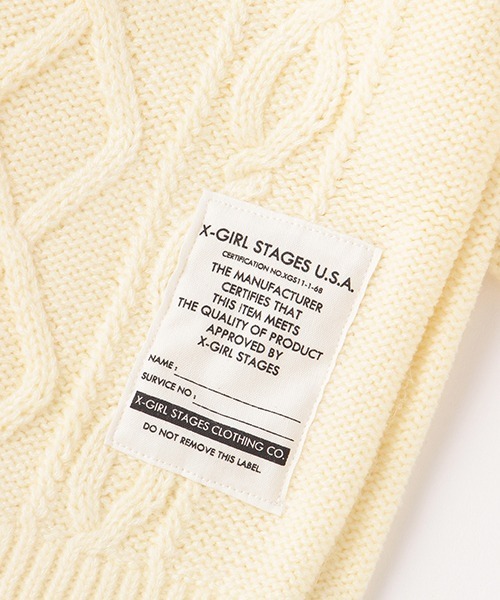 X-GIRL STAGES U.S.A.
CERTIFICATION NO.XGS11-1-68
THE MANUFACTURER
CERTIFIES THAT
THIS ITEM MEETS
THE QUALITY OF PRODUCT
APPROVED BY
X-GIRL STAGES
NAME :
SURVICE NO :
X-GIRL STAGES CLOTHING CO.
DO NOT REMOVE THIS LABEL.